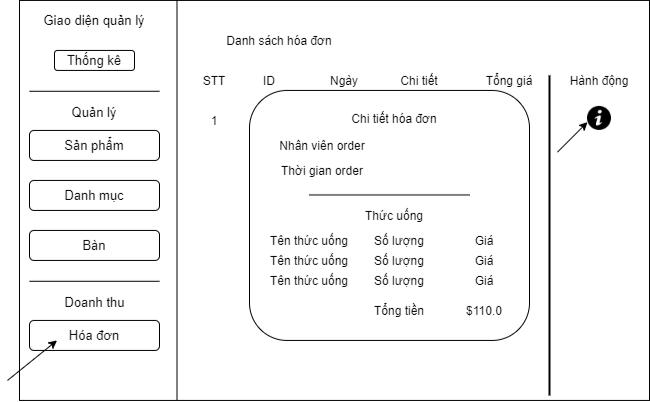 Giao diện quản lý
Thống kê
Quản lý
Sản phẩm
Danh mục
Bàn
Doanh thu
Hóa đơn
Danh sách hóa đơn
STT ID Ngày Chi tiết Tổng giá Hành động
1
Chi tiết hóa đơn
Nhân viên order
Thời gian order
Thức uống
Tên thức uống Số lượng Giá
Tên thức uống Số lượng Giá
Tên thức uống Số lượng Giá
Tổng tiền $110.0
i